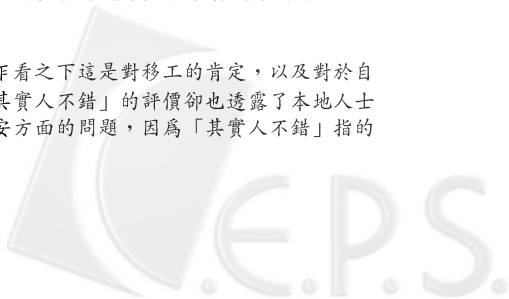 乍看之下這是對移工的肯定，以及對於自
其實人不錯」的評價卻也透露了本地人士
安方面的問題，因爲「其實人不錯」指的
C.E.P.S.